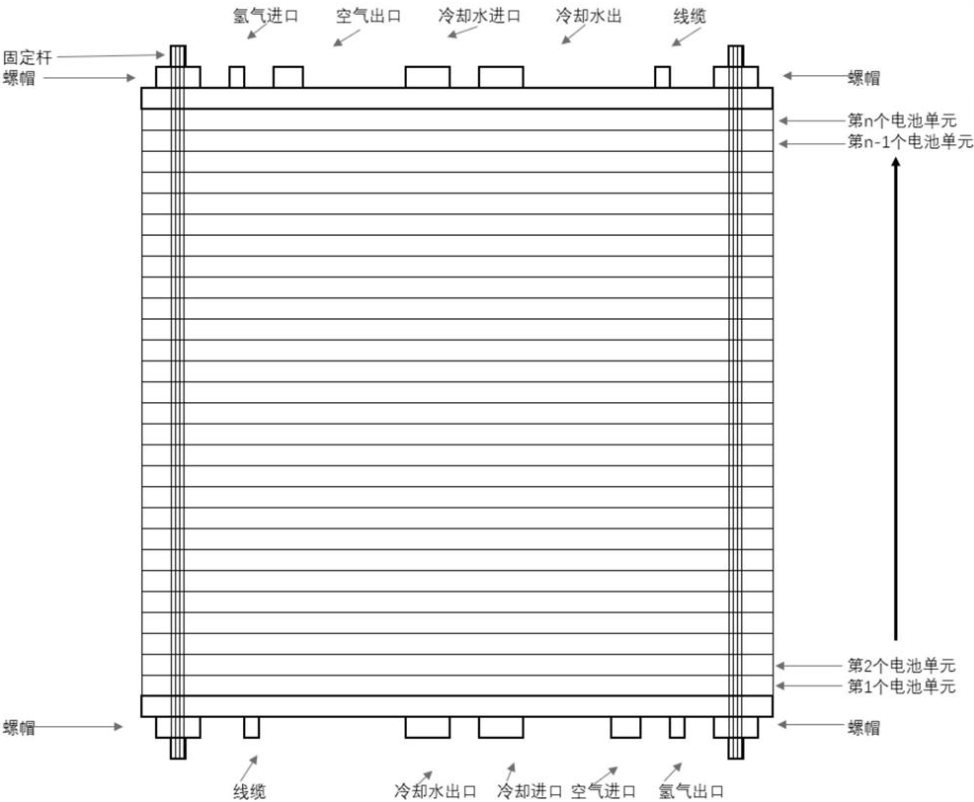 氢气进口
空气出口
冷却水进口
冷却水出
线缆
固定杆
螺帽
螺帽
第n个电池单元
第n-1个电池单元
第2个电池单元
第1个电池单元
螺帽
螺帽
线缆
冷却水出口
冷却进口
空气进口
氢气出口